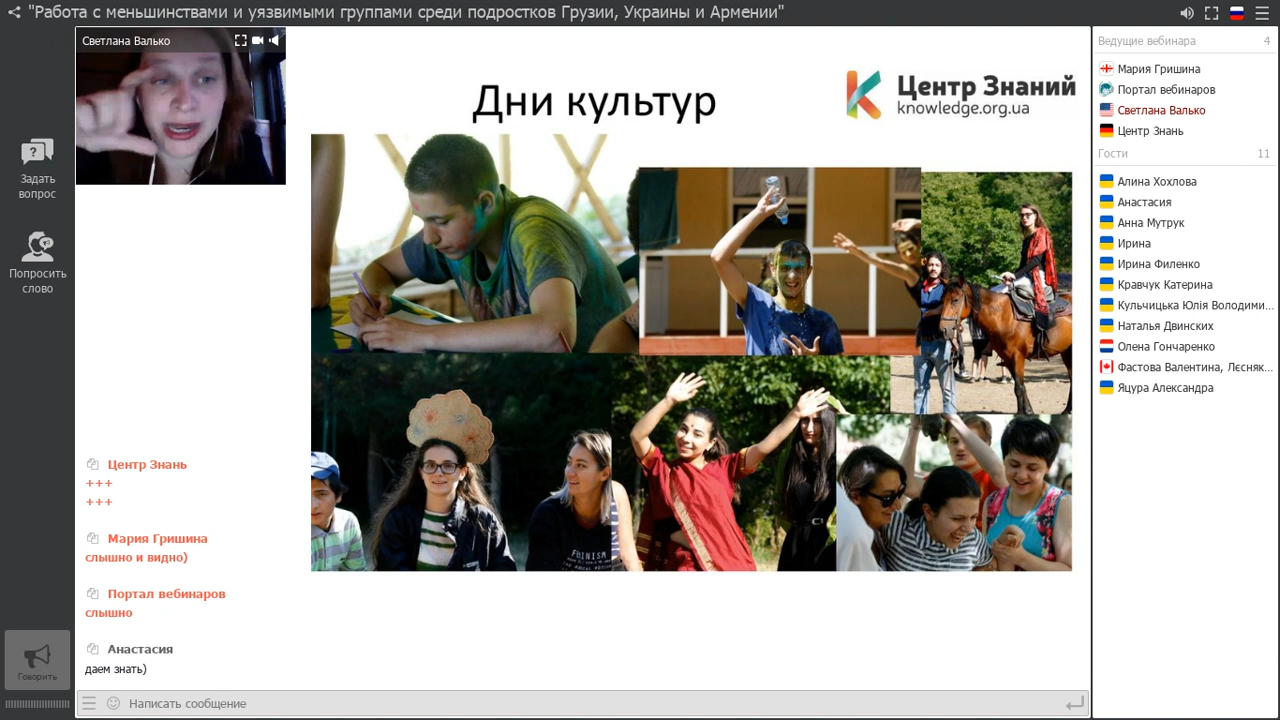 "Работа с меньшинствами и уязвимыми группами среди подростков Грузии, Украины и Армении"
Светлана Валько
Задать
вопрос
Попросить
слово
Говорить
Дни культур
Центр Знаний
knowledge.org.ua
FEMINISM
Центр Знань
+++
+++
Мария Гришина
слышно и видно)
Портал вебинаров
слышно
Анастасия
даем знать)
Написать сообщение
Ведущие вебинара 4
Мария Гришина
Портал вебинаров
Светлана Валько
Центр Знань
Гости 11
Алина Хохлова
Анастасия
Анна Мутрук
Ирина
Ирина Филенко
Кравчук Катерина
Кульчицька Юлія Володими...
Наталья Двинских
Олена Гончаренко
Фастова Валентина, Лєсняк...
Яцура Александра